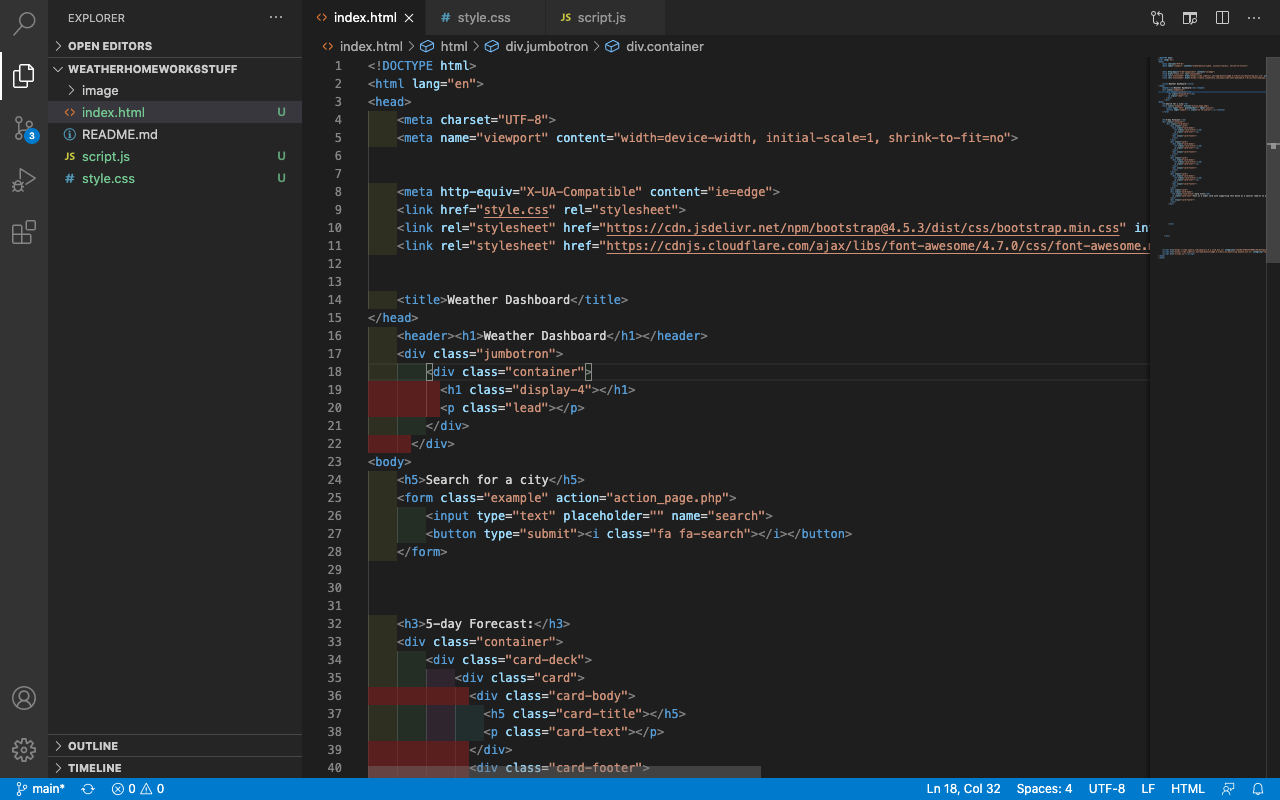 EXPLORER
OPEN EDITORS
WEATHERHOMEWORK6STUFF
image
index.html U
README.md
JS script.js U
# style.css U
OUTLINE
TIMELINE
3
<> index.html
# style.css
JS script.js
<> index.html > html > div.jumbotron > div.container
1 <!DOCTYPE html>
2 <html lang="en">
3 <head>
4 <meta charset="UTF-8">
5 <meta name="viewport" content="width=device-width, initial-scale=1, shrink-to-fit=no">
6
7
8 <meta http-equiv="X-UA-Compatible" content="ie=edge">
9 <link href="style.css" rel="stylesheet">
10 <link rel="stylesheet" href="https://cdn.jsdelivr.net/npm/bootstrap@4.5.3/dist/css/bootstrap.min.css" in
11 <link rel="stylesheet" href="https://cdnjs.cloudflare.com/ajax/libs/font-awesome/4.7.0/css/font-awesome.
12
13
14 <title>Weather Dashboard</title>
15 </head>
16 <header><h1>Weather Dashboard</h1></header>
17 <div class="jumbotron">
18 <div class="container">
19 <h1 class="display-4"></h1>
20 <p class="lead"></p>
21 </div>
22 </div>
23 <body>
24 <h5>Search for a city</h5>
25 <form class="example" action="action_page.php">
26 <input type="text" placeholder="" name="search">
27 <button type="submit"><i class="fa fa-search"></i></button>
28 </form>
29
30
31
32 <h3>5-day Forecast:</h3>
33 <div class="container">
34 <div class="card-deck">
35 <div class="card">
36 <div class="card-body">
37 <h5 class="card-title"></h5>
38 <p class="card-text"></p>
39 </div>
40 <div class="card-footer">
main* 0 0 Ln 18, Col 32 Spaces: 4 UTF-8 LF HTML